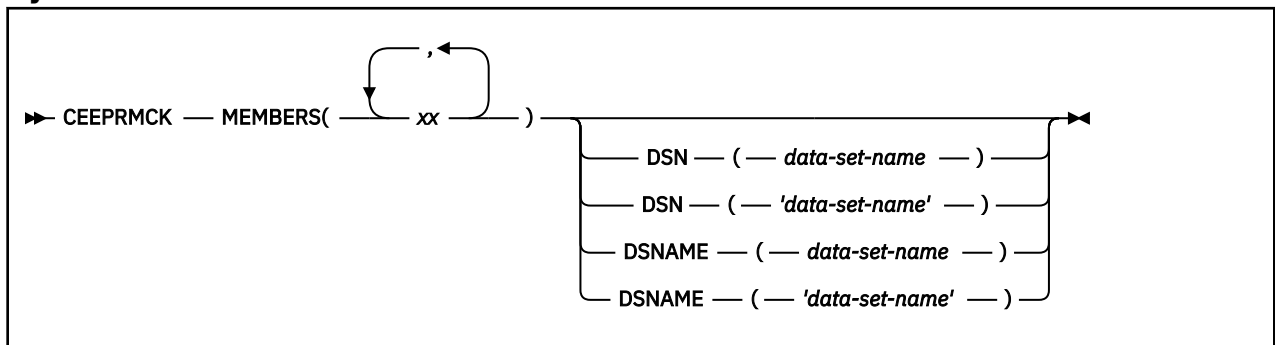 ,
CEEPRMCK MEMBERS( xx )
DSN ( data-set-name )
DSN ( 'data-set-name' )
DSNAME ( data-set-name )
DSNAME ( 'data-set-name' )